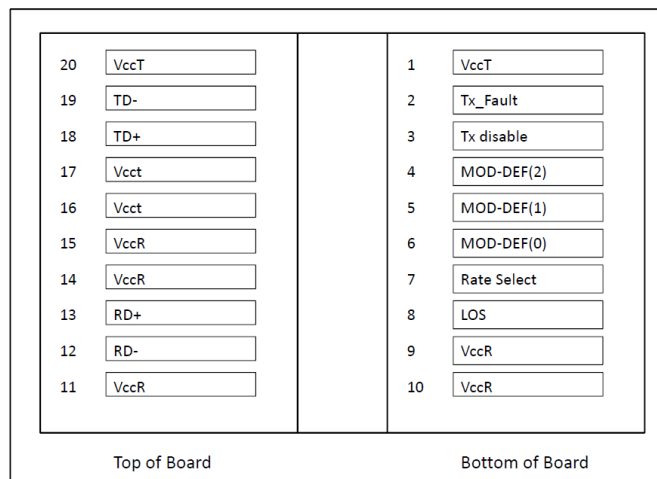 20 VccT 1 VccT
19 TD- 2 Tx_Fault
18 TD+ 3 Tx disable
17 Vcct 4 MOD-DEF(2)
16 Vcct 5 MOD-DEF(1)
15 VccR 6 MOD-DEF(0)
14 VccR 7 Rate Select
13 RD+ 8 LOS
12 RD- 9 VccR
11 VccR 10 VccR
Top of Board Bottom of Board